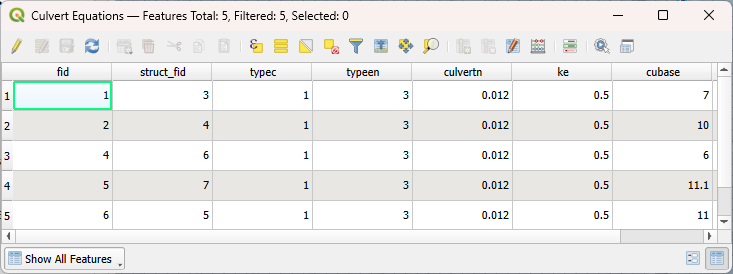 Culvert Equations — Features Total: 5, Filtered: 5, Selected: 0
fid struct_fid typec typeen culvertn ke cubase
1 1 3 1 3 0.012 0.5 7
2 2 4 1 3 0.012 0.5 10
3 4 6 1 3 0.012 0.5 6
4 5 7 1 3 0.012 0.5 11.1
5 6 5 1 3 0.012 0.5 11
Show All Features